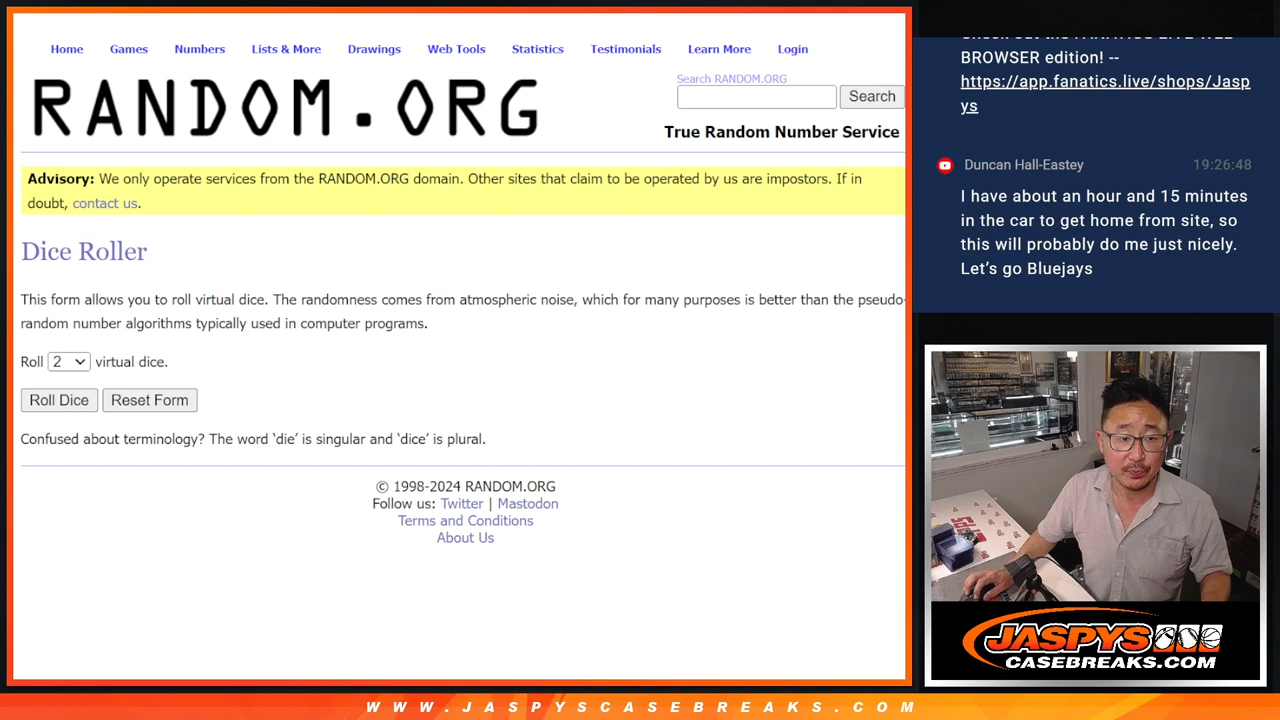 Home Games Numbers Lists & More Drawings Web Tools Statistics Testimonials Learn More Login
RANDOM.ORG
Search RANDOM.ORG
Search
True Random Number Service
Advisory: We only operate services from the RANDOM.ORG domain. Other sites that claim to be operated by us are impostors. If in
doubt, contact us.
Dice Roller
This form allows you to roll virtual dice. The randomness comes from atmospheric noise, which for many purposes is better than the pseudo-
random number algorithms typically used in computer programs.
Roll 2 virtual dice.
Roll Dice Reset Form
Confused about terminology? The word ‘die’ is singular and ‘dice’ is plural.
© 1998-2024 RANDOM.ORG
Follow us: Twitter | Mastodon
Terms and Conditions
About Us
BROWSER edition! --
https://app.fanatics.live/shops/Jasp
ys
Duncan Hall-Eastey 19:26:48
I have about an hour and 15 minutes
in the car to get home from site, so
this will probably do me just nicely.
Let’s go Bluejays
JASPYS
CASEBREAKS.COM
WWW.JASPYSCASEBREAKS.COM